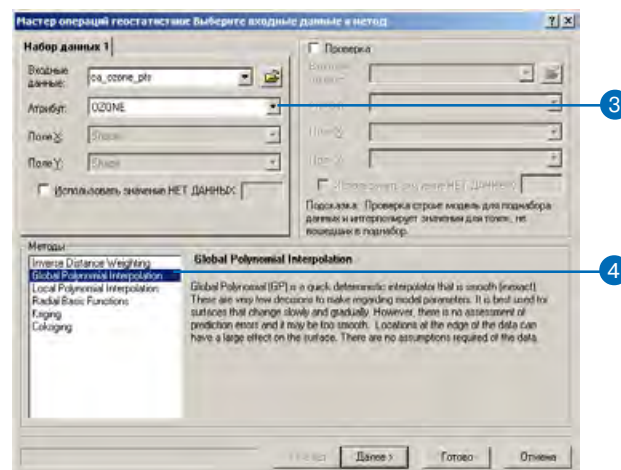 Мастер операций геостатистики: Выберите входные данные и метод
Набор данных 1
Входные данные:
ca_ozone_pts
Атрибут:
OZONE
3
Поле X:
Shape
Поле Y:
Shape
Использовать значение НЕТ ДАННЫХ:
Проверка
Подсказка: Проверка строит модель для поднабора
данных и интерполирует значения для точек, не
вошедших в поднабор.
Методы
Inverse Distance Weighting
Global Polynomial Interpolation
Local Polynomial Interpolation
Radial Basis Functions
Kriging
Cokriging
4
Global Polynomial Interpolation
Global Polynomial (GP) is a quick deterministic interpolator that is smooth (inexact).
There are very few decisions to make regarding model parameters. It is best used for
surfaces that change slowly and gradually. However, there is no assessment of
prediction errors and it may be too smooth. Locations at the edge of the data can
have a large effect on the surface. There are no assumptions required of the data.
Далее >
Готово
Отмена